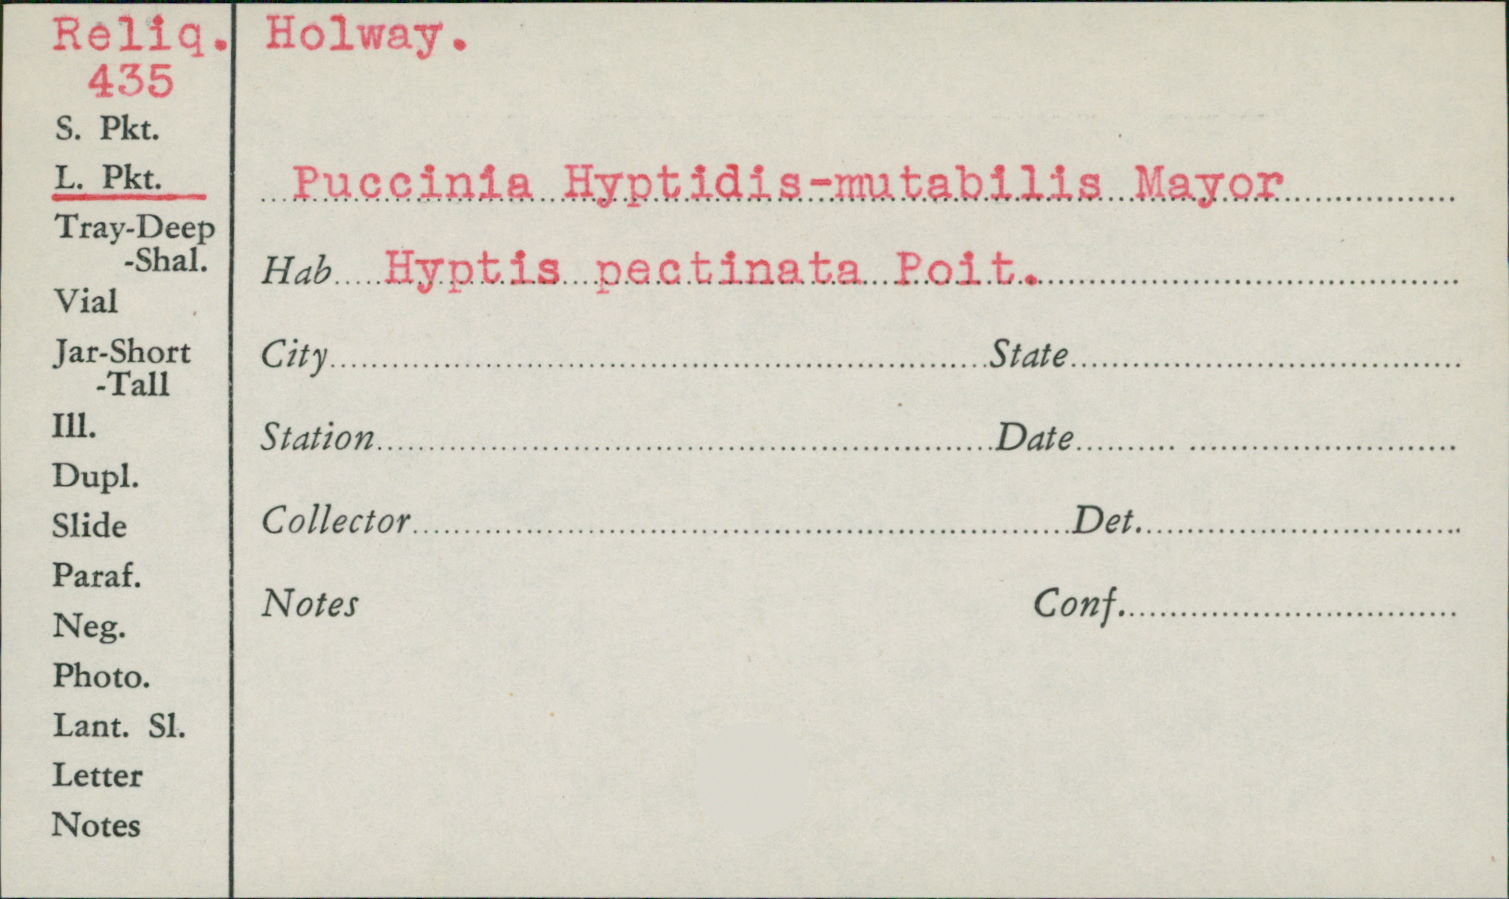 Reliq. Holway.
435
S. Pkt.
L. Pkt.
Puccinia Hyptidis-mutabilis Mayor
Tray-Deep
-Shal.
Hab Hyptis pectinata Poit.
Vial
Jar-Short
-Tall
City State
Ill.
Station Date
Dupl.
Slide
Collector Det.
Paraf.
Notes Conf.
Neg.
Photo.
Lant. Sl.
Letter
Notes